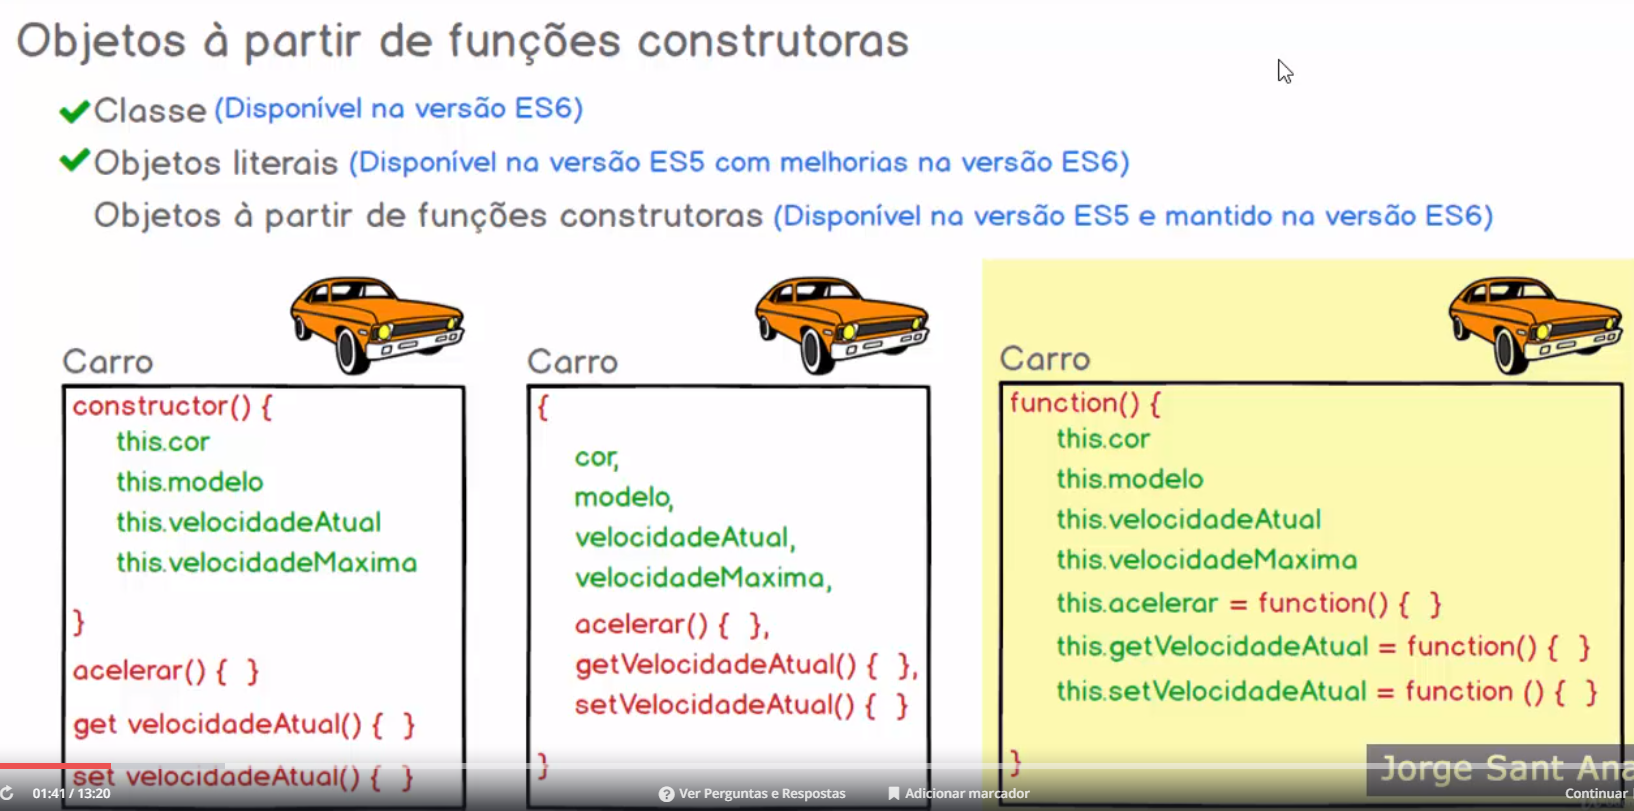 Objetos à partir de funções construtoras
Classe (Disponível na versão ES6)
Objetos literais (Disponível na versão ES5 com melhorias na versão ES6)
Objetos à partir de funções construtoras (Disponível na versão ES5 e mantido na versão ES6)
Carro
constructor() {
this.cor
this.modelo
this.velocidadeAtual
this.velocidadeMaxima
}
acelerar() { }
get velocidadeAtual() { }
set velocidadeAtual() { }
Carro
{
cor,
modelo,
velocidadeAtual,
velocidadeMaxima,
acelerar() { },
getVelocidadeAtual() { },
setVelocidadeAtual() { }
}
Carro
function() {
this.cor
this.modelo
this.velocidadeAtual
this.velocidadeMaxima
this.acelerar = function() { }
this.getVelocidadeAtual = function() { }
this.setVelocidadeAtual = function () { }
}
Jorge Sant Ana
01:41 / 13:20
Ver Perguntas e Respostas
Adicionar marcador
Continuar